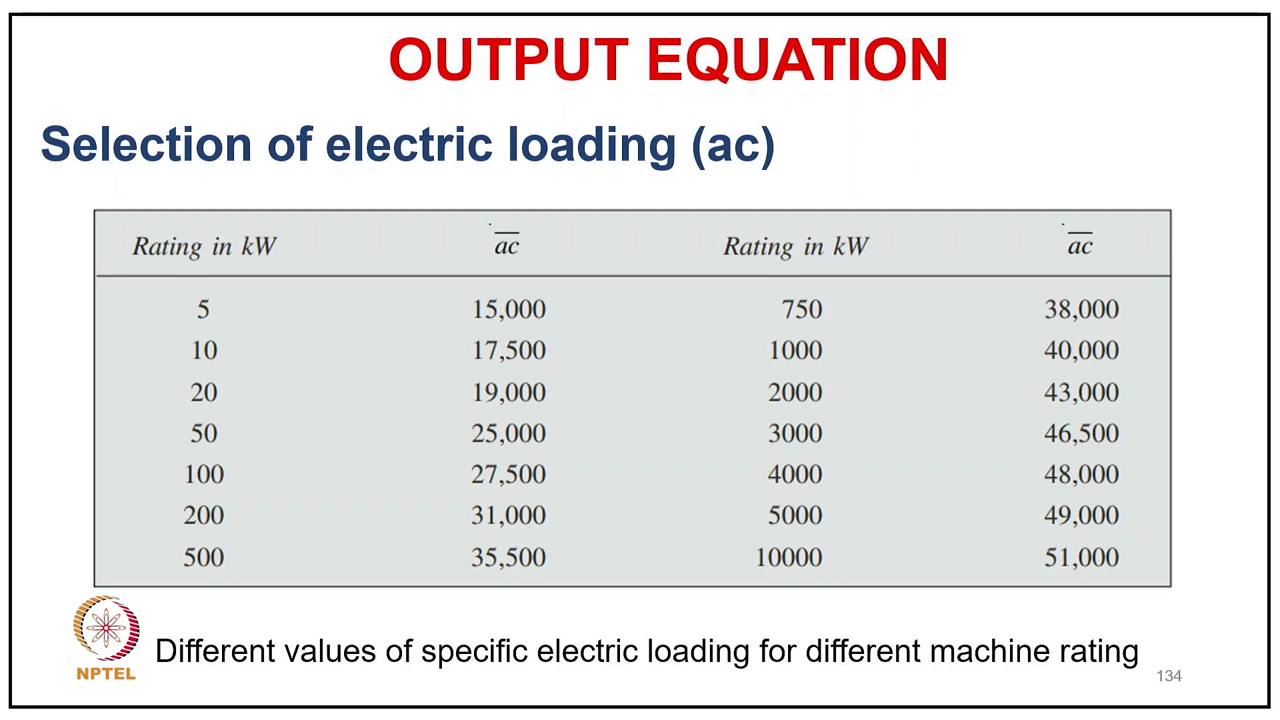 OUTPUT EQUATION
Selection of electric loading (ac)
Rating in kW ac Rating in kW ac
5 15,000 750 38,000
10 17,500 1000 40,000
20 19,000 2000 43,000
50 25,000 3000 46,500
100 27,500 4000 48,000
200 31,000 5000 49,000
500 35,500 10000 51,000
Different values of specific electric loading for different machine rating
NPTEL
134